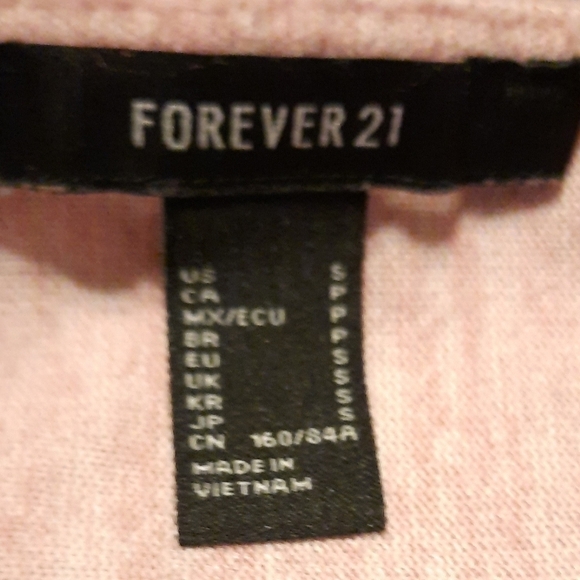 FOREVER 21
US S
CA P
MX/ECU P
BR P
EU S
UK S
KR S
JP S
CN 160/84A
MADE IN
VIETNAM